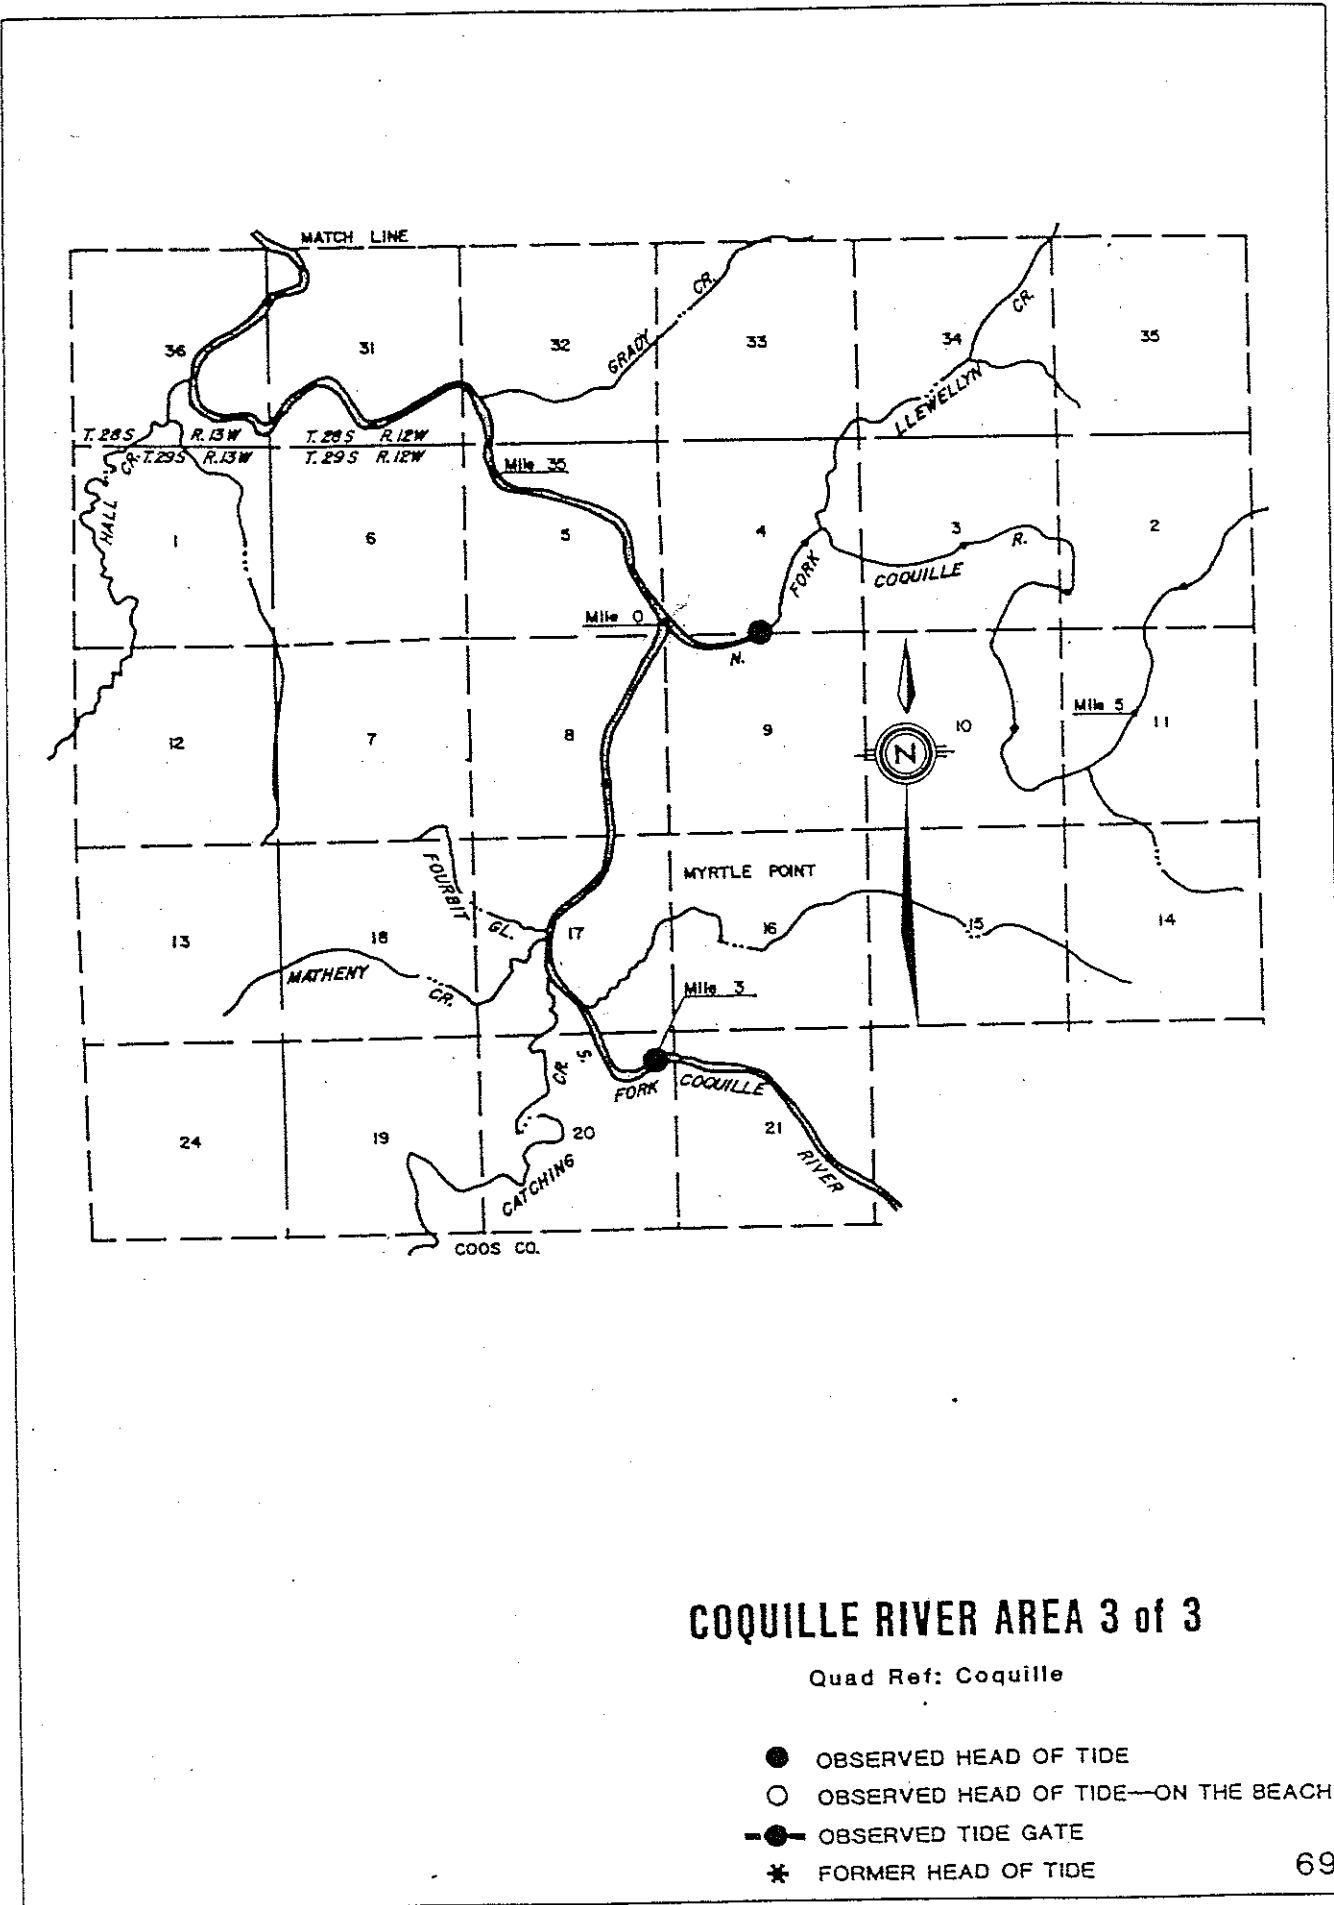 MATCH LINE
CR.
CR.
36
31
32
33
34
35
GRADY
LLEWELLYN
T. 28 S R. 13 W
T. 28 S R. 12 W
CR.
T. 29 S R. 13 W
T. 29 S R. 12 W
Mile 35
HALL
1
6
5
4
3
R.
2
FORK
COQUILLE
Mile 0
N.
12
7
8
9
N
10
Mile 5
11
MYRTLE POINT
FOURBIT
GL.
13
18
17
16
15
14
MATHENY
CR.
Mile 3
S.
CR.
FORK
COQUILLE
24
19
20
21
CATCHING
RIVER
COOS CO.
COQUILLE RIVER AREA 3 of 3
Quad Ref: Coquille
OBSERVED HEAD OF TIDE
OBSERVED HEAD OF TIDE—ON THE BEACH
OBSERVED TIDE GATE
FORMER HEAD OF TIDE
69